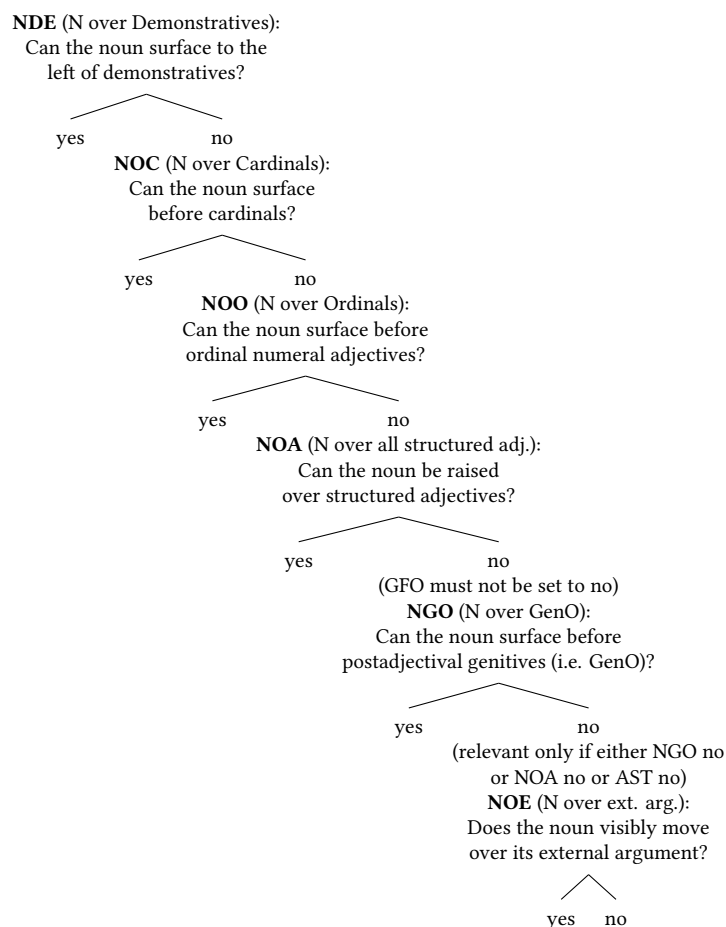 NDE (N over Demonstratives):
Can the noun surface to the
left of demonstratives?
yes no
NOC (N over Cardinals):
Can the noun surface
before cardinals?
yes no
NOO (N over Ordinals):
Can the noun surface before
ordinal numeral adjectives?
yes no
NOA (N over all structured adj.):
Can the noun be raised
over structured adjectives?
yes no
(GFO must not be set to no)
NGO (N over GenO):
Can the noun surface before
postadjectival genitives (i.e. GenO)?
yes no
(relevant only if either NGO no
or NOA no or AST no)
NOE (N over ext. arg.):
Does the noun visibly move
over its external argument?
yes no